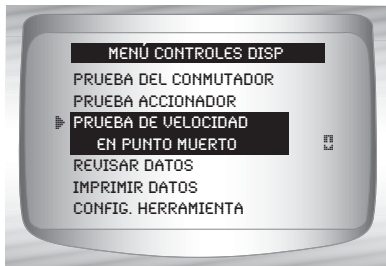 MENÚ CONTROLES DISP
PRUEBA DEL CONMUTADOR
PRUEBA ACCIONADOR
PRUEBA DE VELOCIDAD
EN PUNTO MUERTO
REVISAR DATOS
IMPRIMIR DATOS
CONFIG. HERRAMIENTA